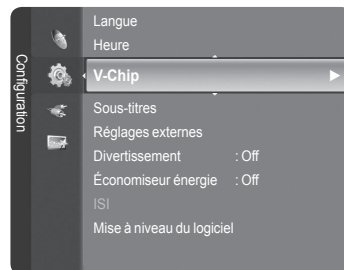 Configuration
Langue
Heure
V-Chip
Sous-titres
Réglages externes
Divertissement : Off
Économiseur énergie : Off
ISI
Mise à niveau du logiciel